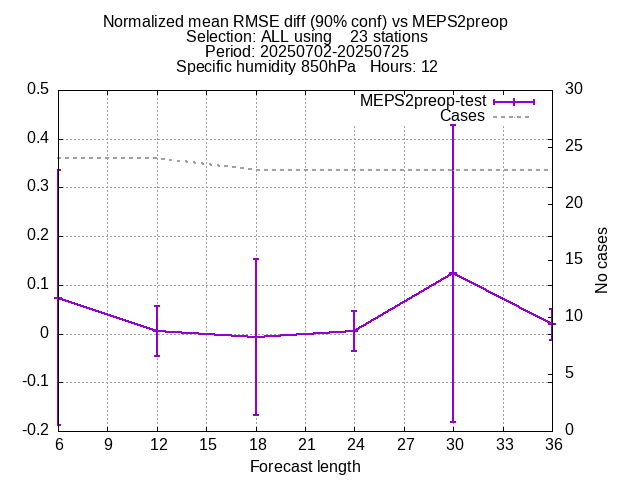 Normalized mean RMSE diff (90% conf) vs MEPS2preop
Selection: ALL using    23 stations
Period: 20250702-20250725
Specific humidity 850hPa   Hours: 12
MEPS2preop-test
Cases
0.5
0.4
0.3
0.2
0.1
0
-0.1
-0.2
30
25
20
15
10
5
0
No cases
6 9 12 15 18 21 24 27 30 33 36
Forecast length